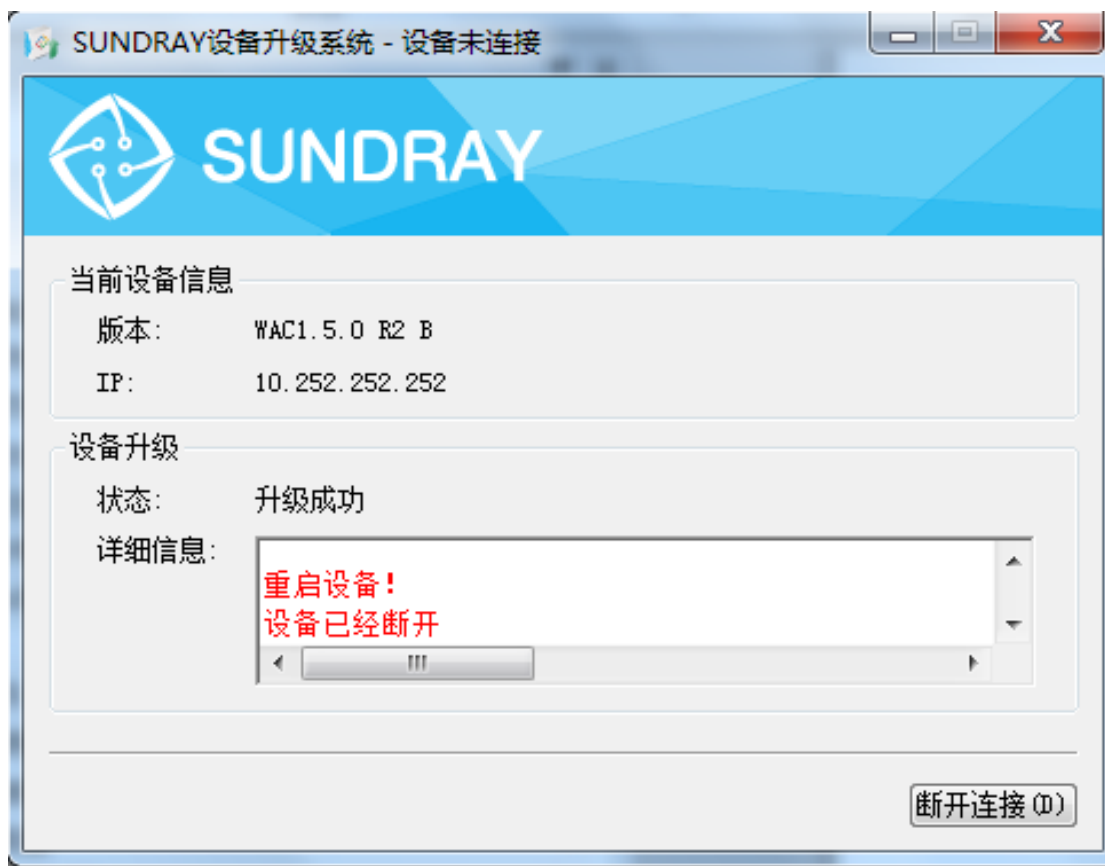 SUNDRAY设备升级系统 - 设备未连接
SUNDRAY
当前设备信息
版本: WAC1.5.0 R2 B
IP: 10.252.252.252
设备升级
状态: 升级成功
详细信息:
重启设备!
设备已经断开
断开连接(D)